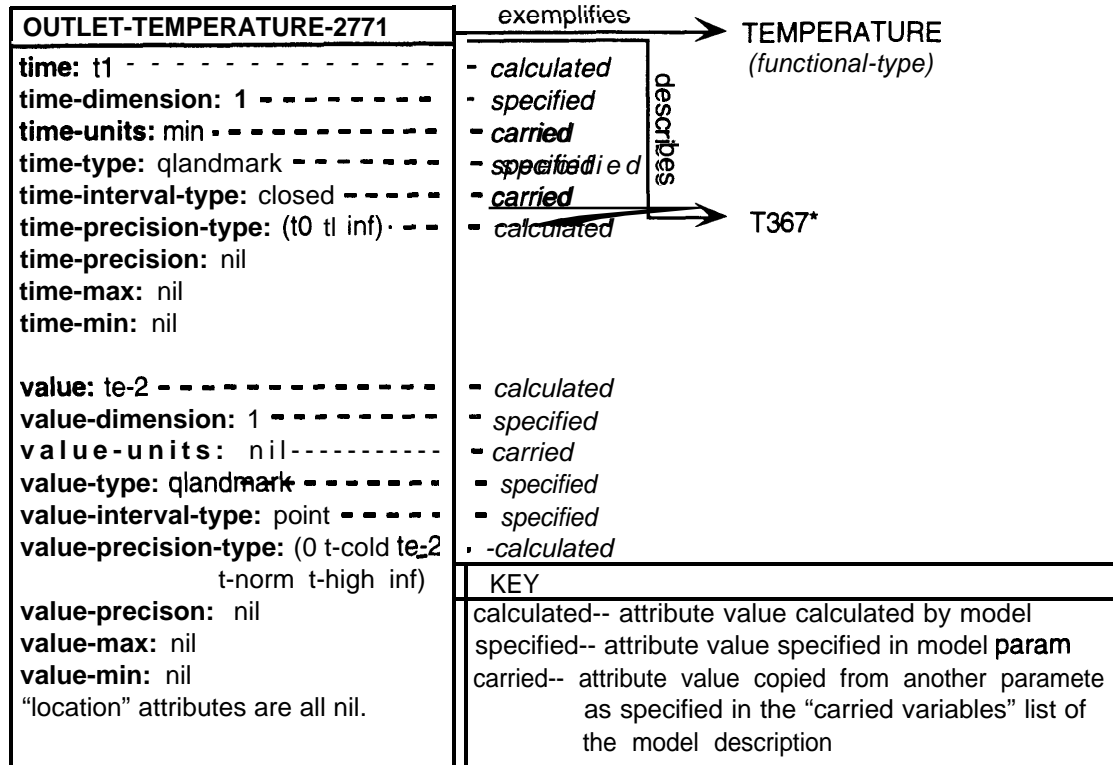 OUTLET-TEMPERATURE-2771 exemplifies TEMPERATURE
(functional-type)
describes
T367*
time: t1 - calculated
time-dimension: 1 - specified
time-units: min - carried
time-type: qlandmark - specified
time-interval-type: closed - carried
time-precision-type: (t0 tl inf) - calculated
time-precision: nil
time-max: nil
time-min: nil
value: te-2 - calculated
value-dimension: 1 - specified
value-units: nil - carried
value-type: qlandmark - specified
value-interval-type: point - specified
value-precision-type: (0 t-cold te-2 -calculated
t-norm t-high inf)
value-precison: nil
value-max: nil
value-min: nil
"location" attributes are all nil.
KEY
calculated-- attribute value calculated by model
specified-- attribute value specified in model param
carried-- attribute value copied from another paramete
as specified in the "carried variables" list of
the model description